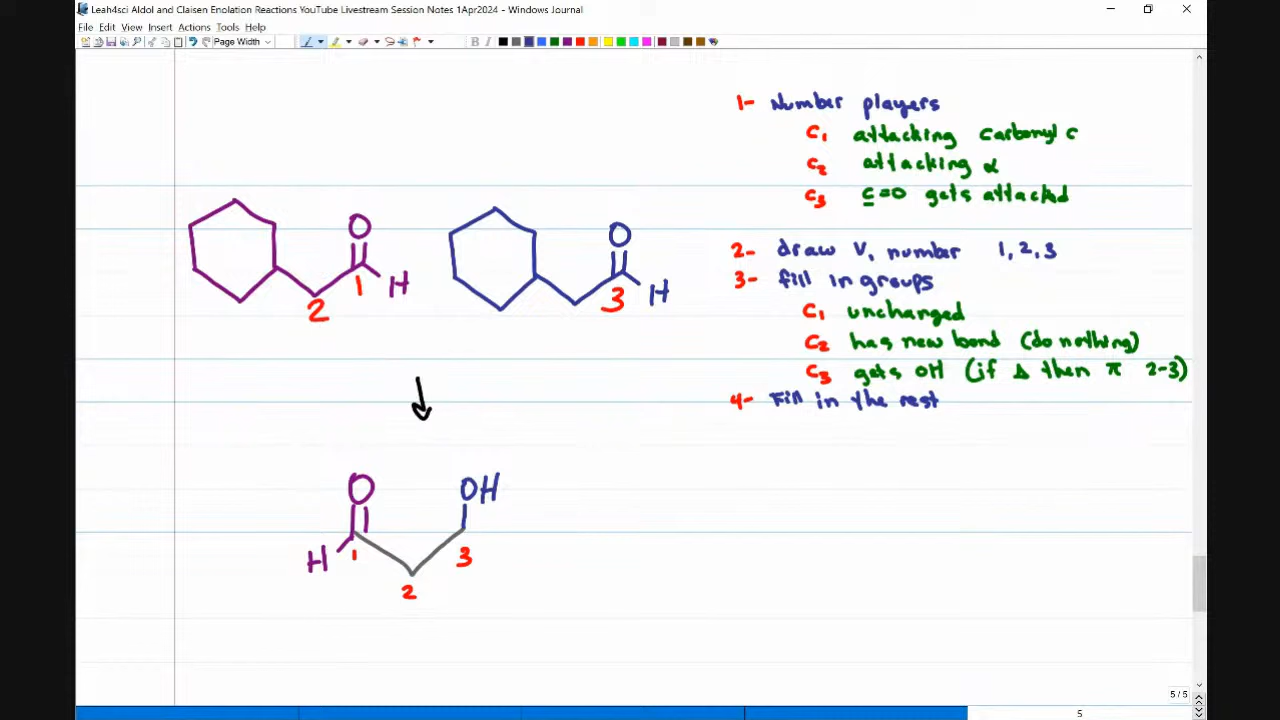 Leah4sci Aldol and Claisen Enolation Reactions YouTube Livestream Session Notes 1Apr2024 - Windows Journal
File Edit View Insert Actions Tools Help
Page Width
B I
1- Number players
C1 attacking carbonyl c
C2 attacking α
C3 c=O gets attacked
2- draw V, number 1, 2, 3
3- fill in groups
C1 uncharged
C2 has new bond (do nothing)
C3 gets OH (if Δ then π 2-3)
4- Fill in the rest
O
H
1
2
O
H
3
O
OH
H
1
3
2
5 / 5
5